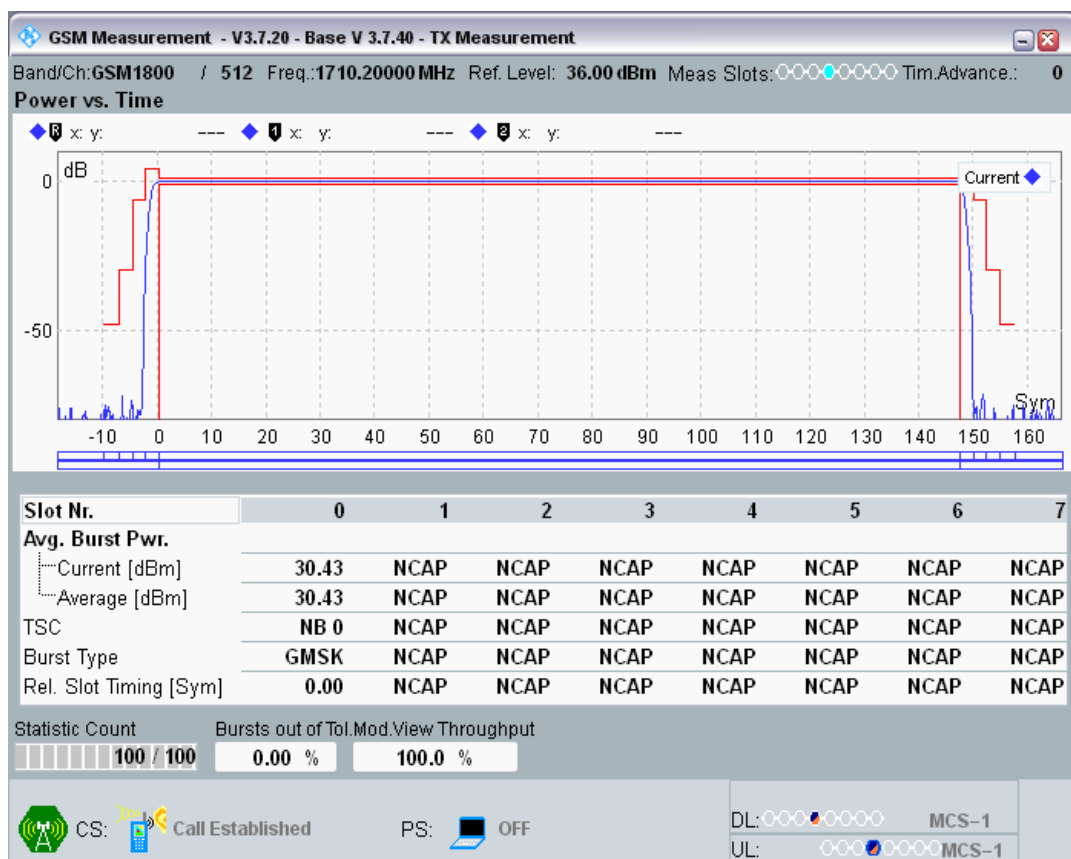 GSM Measurement - V3.7.20 - Base V 3.7.40 - TX Measurement
Band/Ch:GSM1800 / 512 Freq.:1710.20000 MHz Ref. Level: 36.00 dBm Meas Slots: Tim.Advance.: 0
Power vs. Time
R x: y: --- 1 x: y: --- 2 x: y: ---
dB
Current
0
-50
Sym
-10 0 10 20 30 40 50 60 70 80 90 100 110 120 130 140 150 160
Slot Nr. 0 1 2 3 4 5 6 7
Avg. Burst Pwr.
Current [dBm] 30.43 NCAP NCAP NCAP NCAP NCAP NCAP NCAP
Average [dBm] 30.43 NCAP NCAP NCAP NCAP NCAP NCAP NCAP
TSC NB 0 NCAP NCAP NCAP NCAP NCAP NCAP NCAP
Burst Type GMSK NCAP NCAP NCAP NCAP NCAP NCAP NCAP
Rel. Slot Timing [Sym] 0.00 NCAP NCAP NCAP NCAP NCAP NCAP NCAP
Statistic Count Bursts out of Tol. Mod.View Throughput
100 / 100 0.00 % 100.0 %
CS: Call Established PS: OFF
DL: MCS-1
UL: MCS-1